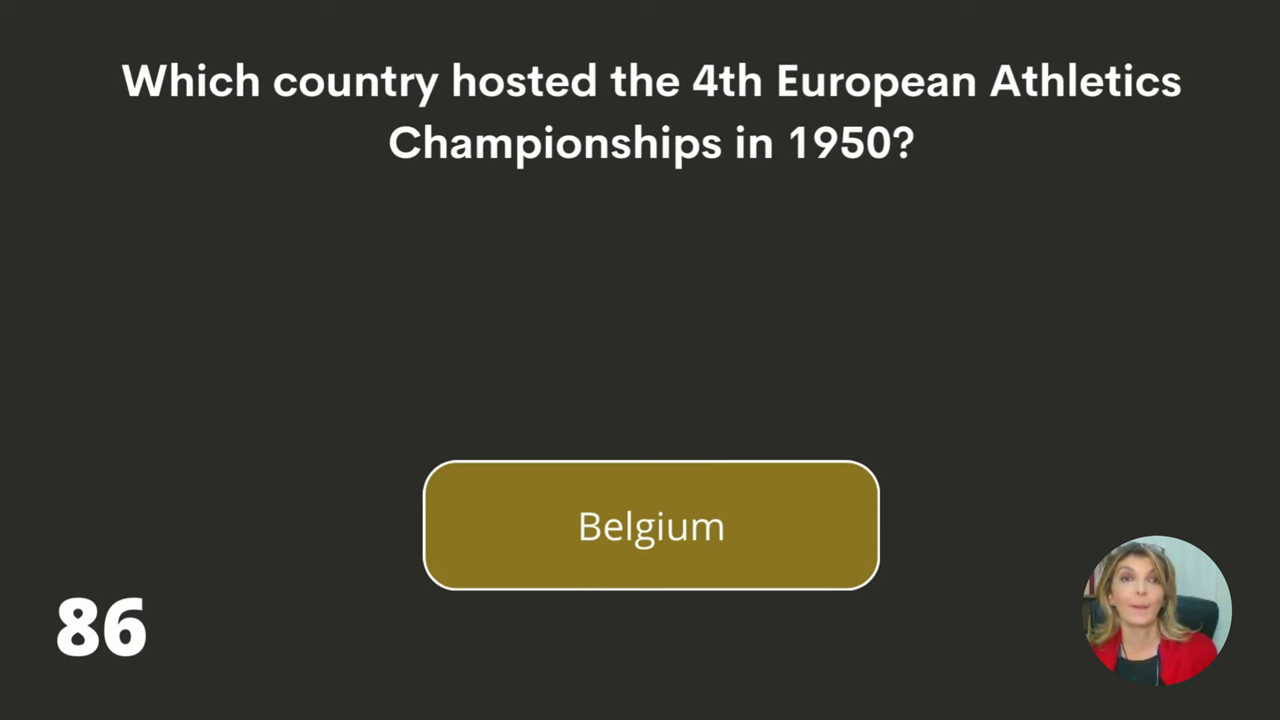 Which country hosted the 4th European Athletics
Championships in 1950?
Belgium
86